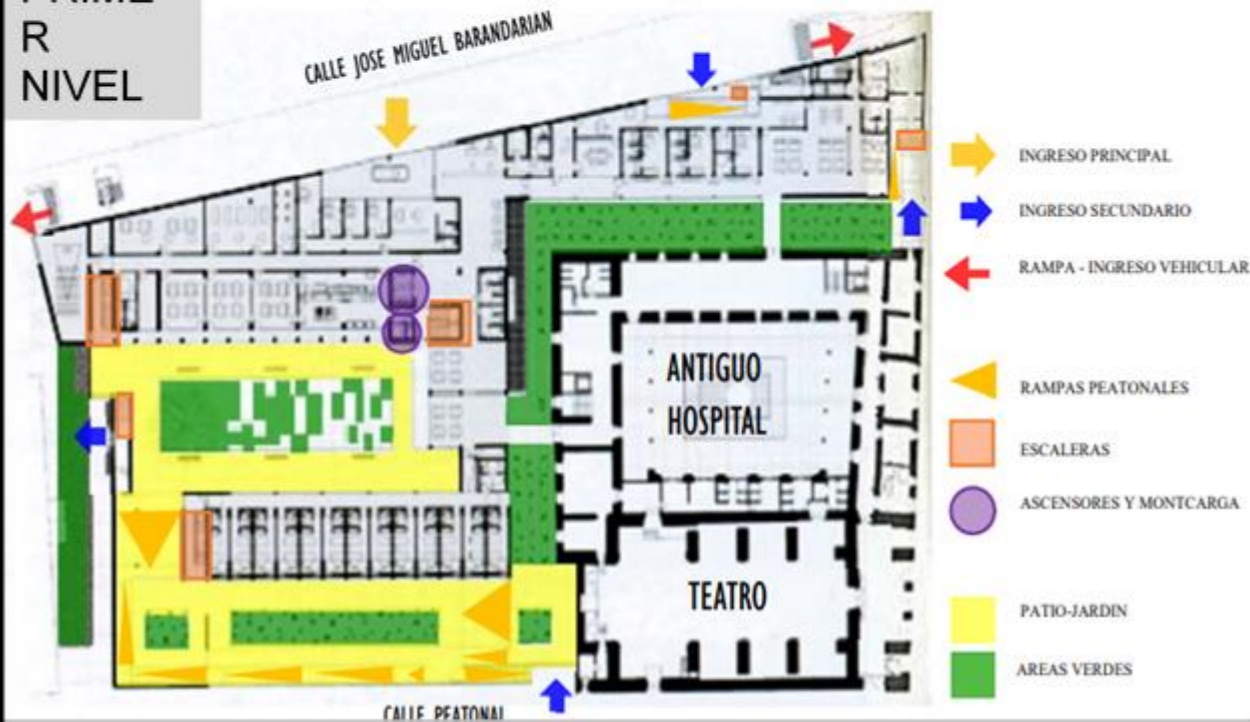 PRIME
R
NIVEL
CALLE JOSE MIGUEL BARANDARIAN
INGRESO PRINCIPAL
INGRESO SECUNDARIO
RAMPA - INGRESO VEHICULAR
ANTIGUO
HOSPITAL
RAMPAS PEATONALES
ESCALERAS
ASCENSORES Y MONTCARGA
TEATRO
PATIO-JARDIN
AREAS VERDES
CALLE PEATONAL